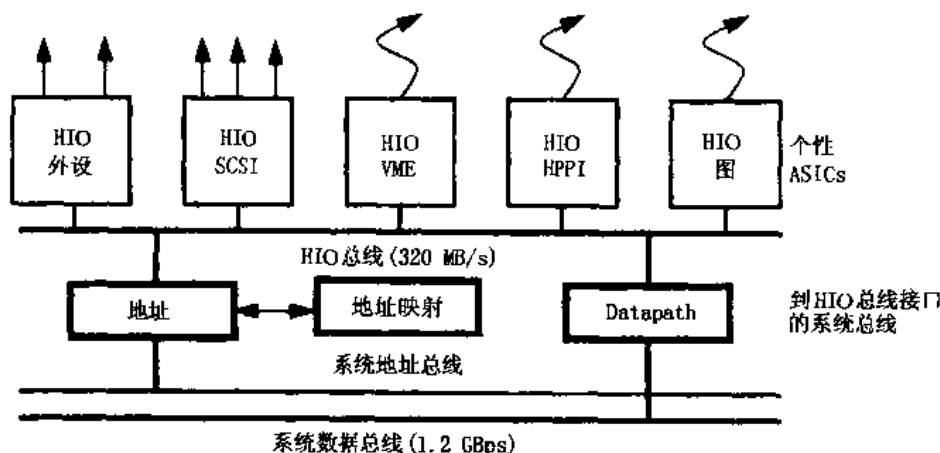 HIO
外设
HIO
SCSI
HIO
VME
HIO
HPPI
HIO
图
个性
ASICs
HIO总线(320 MB/s)
地址
地址映射
Datapath
到HIO总线接口
的系统总线
系统地址总线
系统数据总线(1.2 GBps)